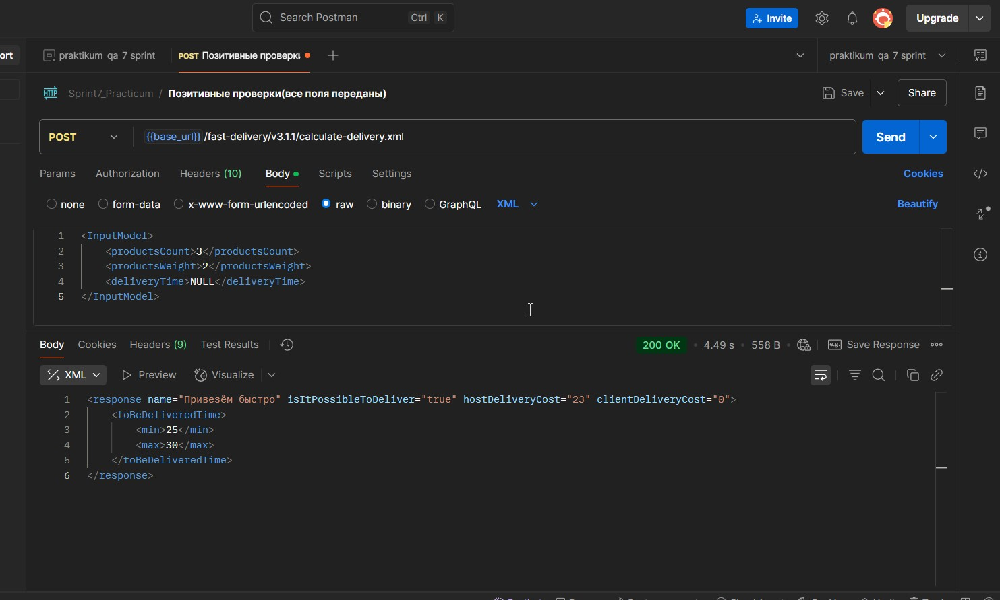 Search Postman Ctrl K
Invite
Upgrade
ort
praktikum_qa_7_sprint
POST Позитивные проверки
praktikum_qa_7_sprint
HTTP Sprint7_Practicum / Позитивные проверки(все поля переданы)
Save
Share
POST
{{base_url}} /fast-delivery/v3.1.1/calculate-delivery.xml
Send
Params Authorization Headers (10) Body Scripts Settings
Cookies
none form-data x-www-form-urlencoded raw binary GraphQL XML
Beautify
1 <InputModel>
2 <productsCount>3</productsCount>
3 <productsWeight>2</productsWeight>
4 <deliveryTime>NULL</deliveryTime>
5 </InputModel>
Body Cookies Headers (9) Test Results
200 OK • 4.49 s • 558 B
e.g. Save Response
XML Preview Visualize
1 <response name="Привезём быстро" isItPossibleToDeliver="true" hostDeliveryCost="23" clientDeliveryCost="0">
2 <toBeDeliveredTime>
3 <min>25</min>
4 <max>30</max>
5 </toBeDeliveredTime>
6 </response>